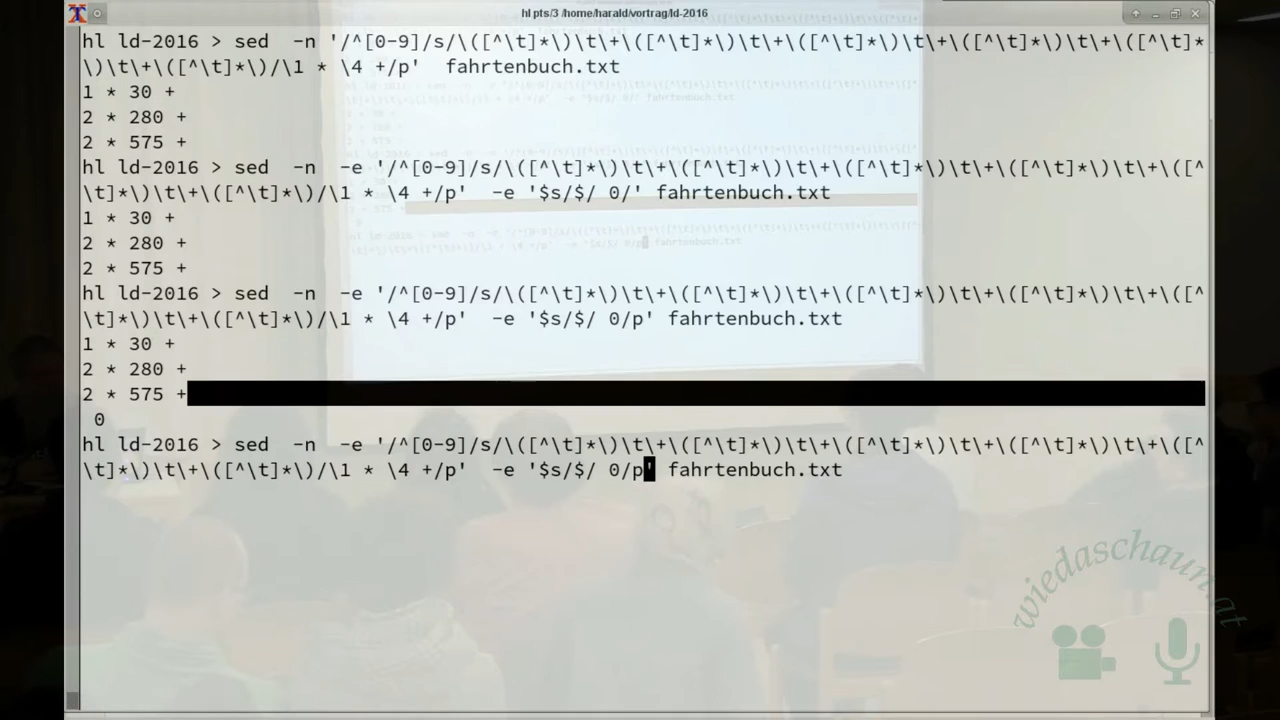 hl pts/3 /home/harald/vortrag/ld-2016
hl ld-2016 > sed  -n '/^[0-9]/s/\([^\t]*\)\t\+\([^\t]*\)\t\+\([^\t]*\)\t\+\([^\t]*
\)\t\+\([^\t]*\)/\1 * \4 +/p'  fahrtenbuch.txt
1 * 30 +
2 * 280 +
2 * 575 +
hl ld-2016 > sed  -n  -e '/^[0-9]/s/\([^\t]*\)\t\+\([^\t]*\)\t\+\([^\t]*\)\t\+\([^
\t]*\)\t\+\([^\t]*\)/\1 * \4 +/p'  -e '$s/$/ 0/' fahrtenbuch.txt
1 * 30 +
2 * 280 +
2 * 575 +
hl ld-2016 > sed  -n  -e '/^[0-9]/s/\([^\t]*\)\t\+\([^\t]*\)\t\+\([^\t]*\)\t\+\([^
\t]*\)\t\+\([^\t]*\)/\1 * \4 +/p'  -e '$s/$/ 0/p' fahrtenbuch.txt
1 * 30 +
2 * 280 +
2 * 575 +
 0
hl ld-2016 > sed  -n  -e '/^[0-9]/s/\([^\t]*\)\t\+\([^\t]*\)\t\+\([^\t]*\)\t\+\([^
\t]*\)\t\+\([^\t]*\)/\1 * \4 +/p'  -e '$s/$/ 0/p' fahrtenbuch.txt
wiedaschaun.at